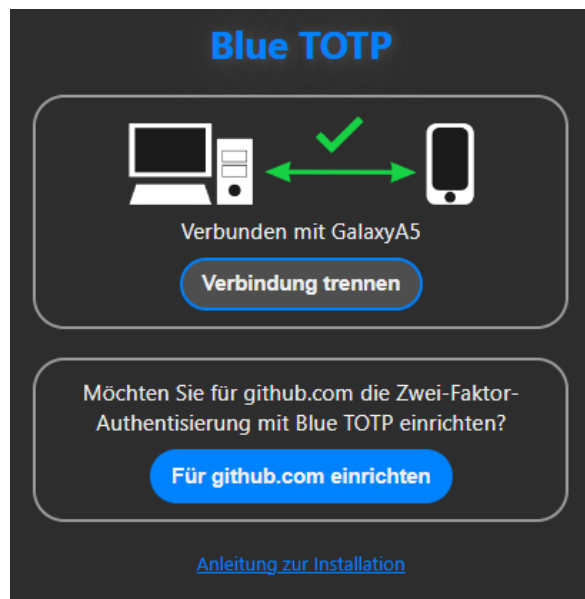 Blue TOTP
Verbunden mit GalaxyA5
Verbindung trennen
Möchten Sie für github.com die Zwei-Faktor-
Authentisierung mit Blue TOTP einrichten?
Für github.com einrichten
Anleitung zur Installation